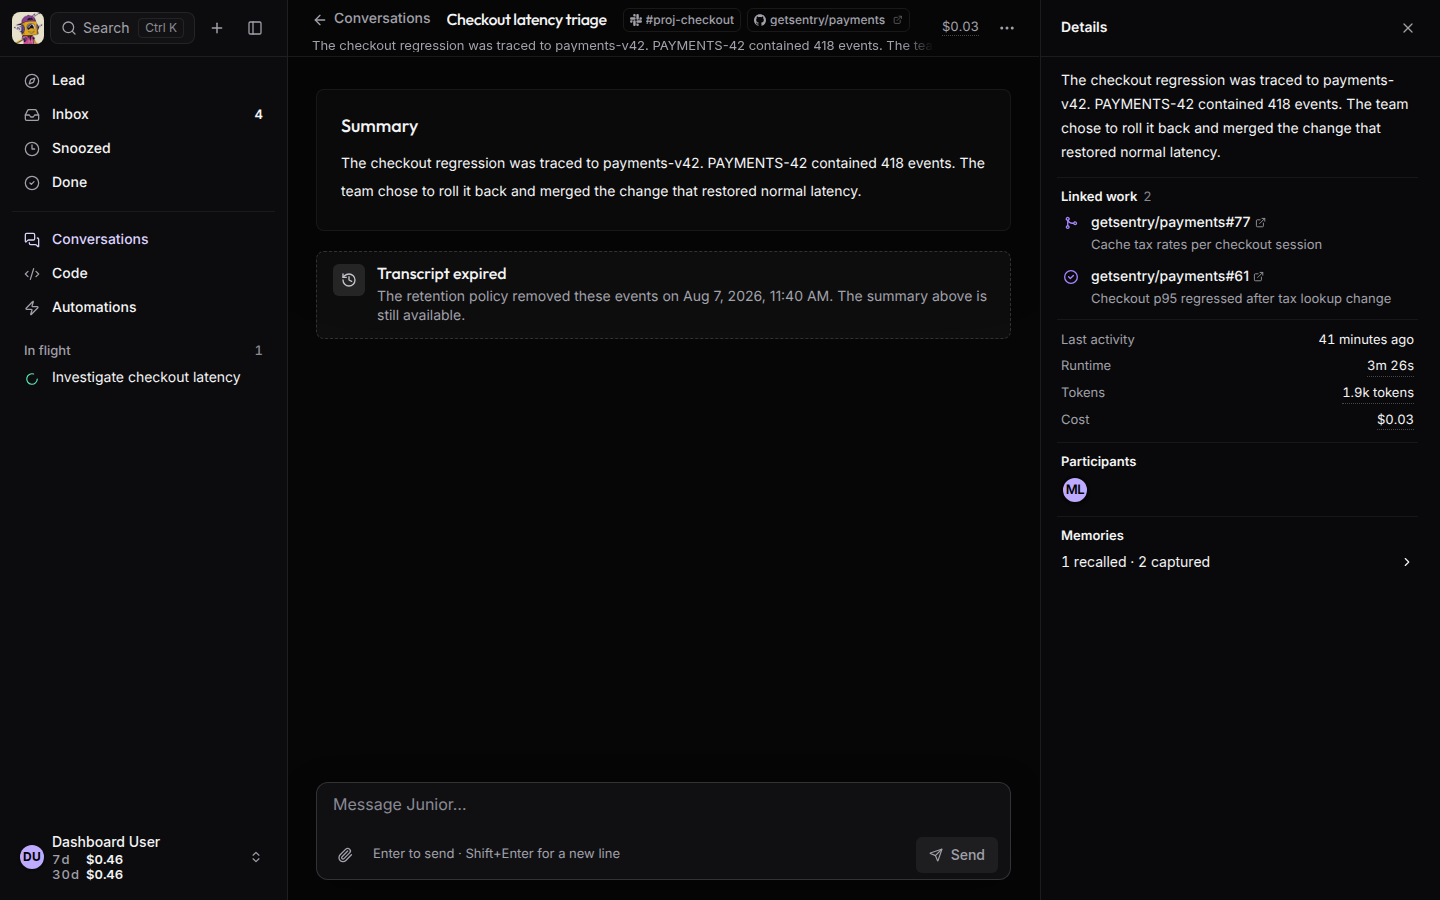 Search
Ctrl K
Lead
Inbox
4
Snoozed
Done
Conversations
Code
Automations
In flight
1
Investigate checkout latency
DU
Dashboard User
7d $0.46
30d $0.46
Conversations
Checkout latency triage
#proj-checkout
getsentry/payments
$0.03
The checkout regression was traced to payments-v42. PAYMENTS-42 contained 418 events. The tea
Summary
The checkout regression was traced to payments-v42. PAYMENTS-42 contained 418 events. The
team chose to roll it back and merged the change that restored normal latency.
Transcript expired
The retention policy removed these events on Aug 7, 2026, 11:40 AM. The summary above is
still available.
Message Junior...
Enter to send · Shift+Enter for a new line
Send
Details
The checkout regression was traced to payments-
v42. PAYMENTS-42 contained 418 events. The team
chose to roll it back and merged the change that
restored normal latency.
Linked work 2
getsentry/payments#77
Cache tax rates per checkout session
getsentry/payments#61
Checkout p95 regressed after tax lookup change
Last activity 41 minutes ago
Runtime 3m 26s
Tokens 1.9k tokens
Cost $0.03
Participants
ML
Memories
1 recalled · 2 captured